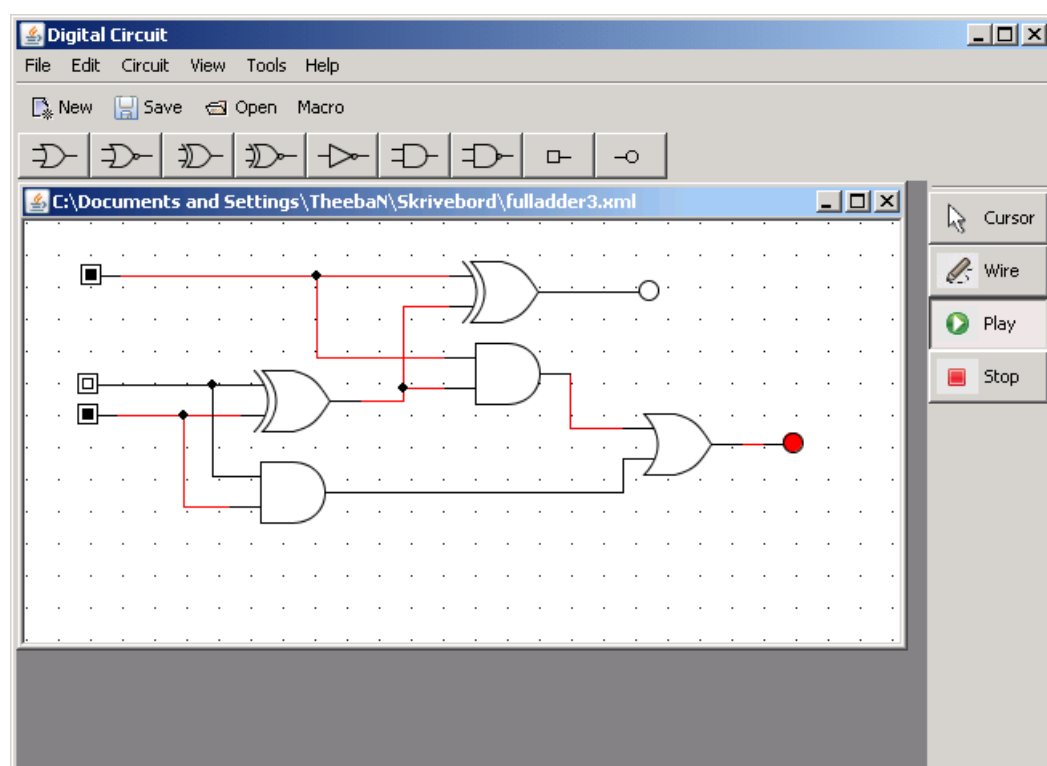 Digital Circuit
File Edit Circuit View Tools Help
New Save Open Macro
C:\Documents and Settings\TheebaN\Skrivebord\fulladder3.xml
Cursor
Wire
Play
Stop